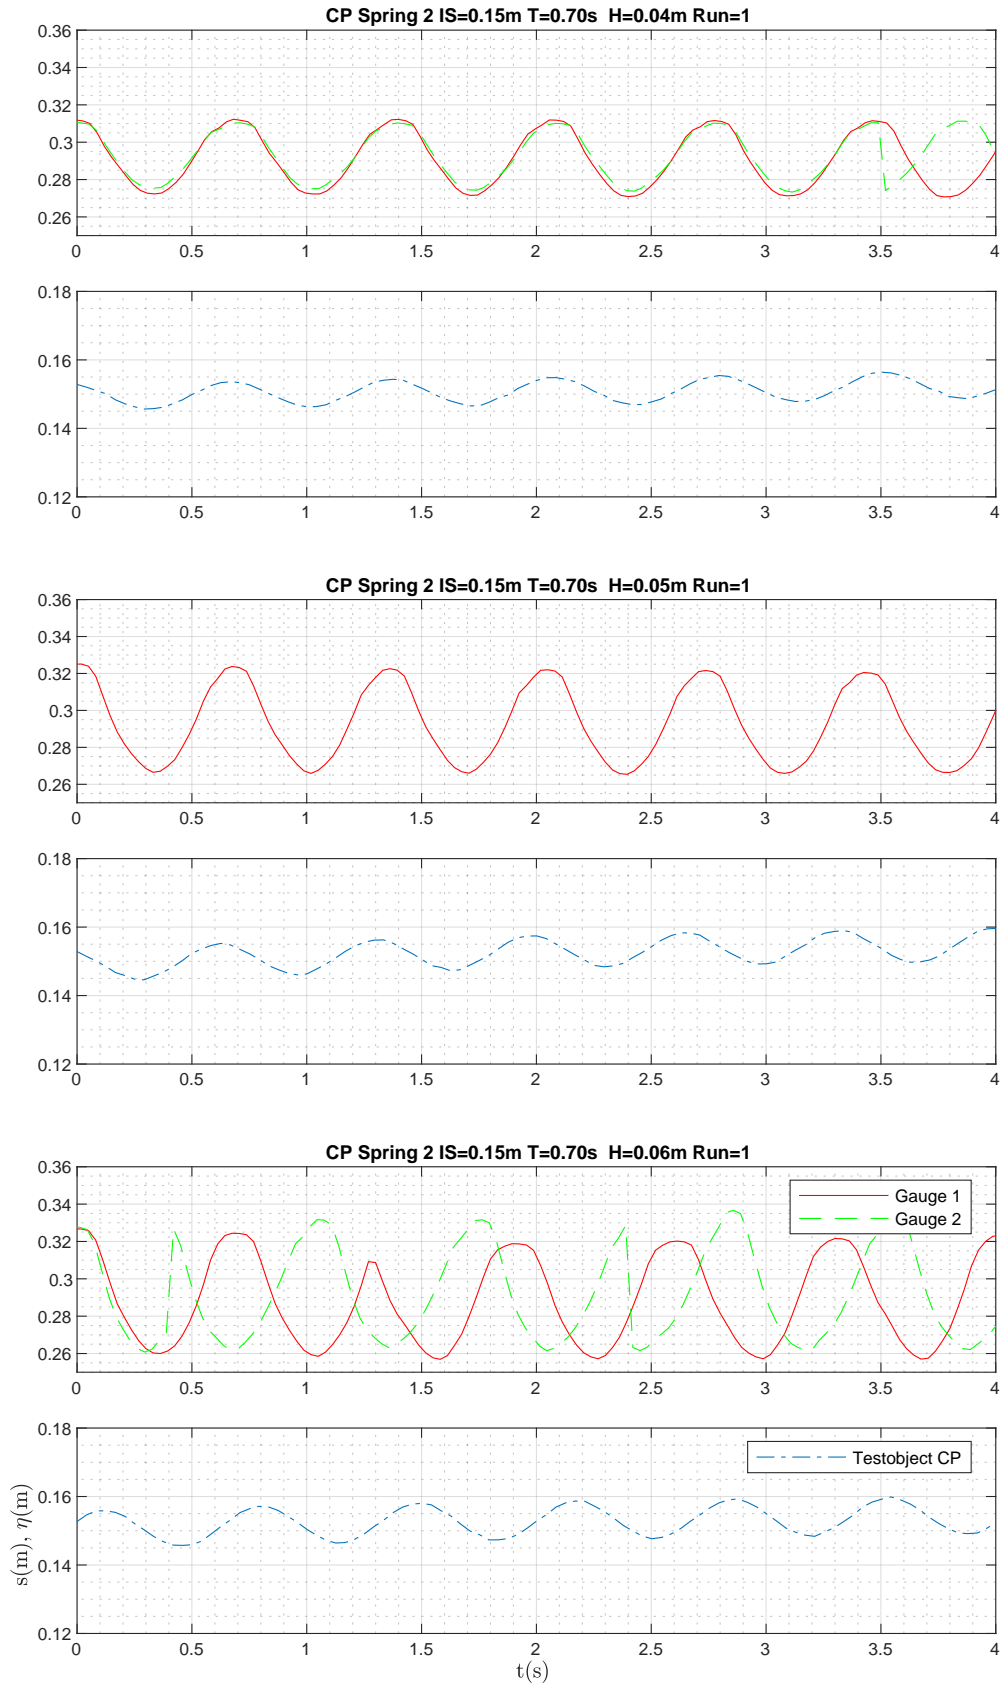 CP Spring 2 IS=0.15m T=0.70s H=0.04m Run=1
0.36
0.34
0.32
0.3
0.28
0.26
0 0.5 1 1.5 2 2.5 3 3.5 4
0.18
0.16
0.14
0.12
0 0.5 1 1.5 2 2.5 3 3.5 4
CP Spring 2 IS=0.15m T=0.70s H=0.05m Run=1
0.36
0.34
0.32
0.3
0.28
0.26
0 0.5 1 1.5 2 2.5 3 3.5 4
0.18
0.16
0.14
0.12
0 0.5 1 1.5 2 2.5 3 3.5 4
CP Spring 2 IS=0.15m T=0.70s H=0.06m Run=1
0.36
0.34
0.32
0.3
0.28
0.26
Gauge 1
Gauge 2
0 0.5 1 1.5 2 2.5 3 3.5 4
0.18
0.16
0.14
0.12
Testobject CP
s(m), η(m)
0 0.5 1 1.5 2 2.5 3 3.5 4
t(s)